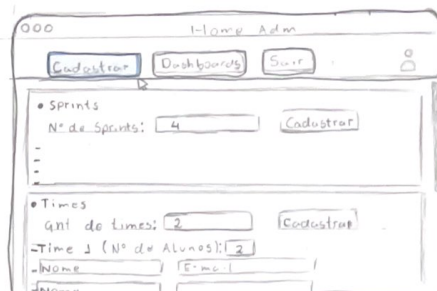 Home Adm
Cadastrar Dashboards Sair
• Sprints
Nº de Sprints: 4 Cadastrar
-
-
-
-
• Times
Qnt de times: 2 Cadastrar
- Time 1 (Nº de Alunos): 2
- Nome E-mail
- Nome